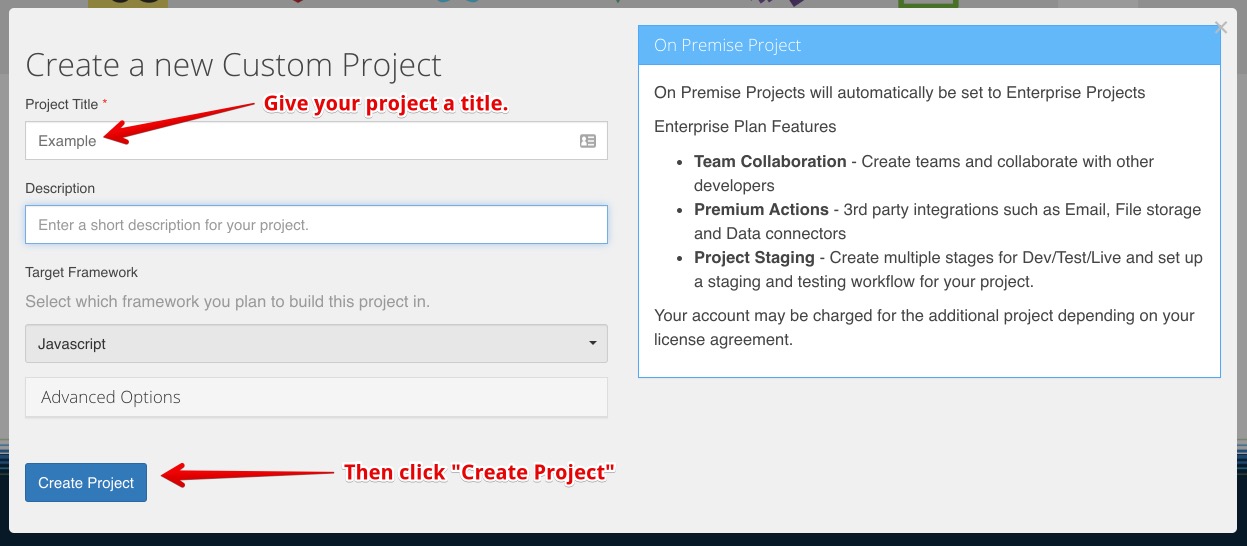 Create a new Custom Project
Project Title *
Give your project a title.
Example
Description
Enter a short description for your project.
Target Framework
Select which framework you plan to build this project in.
Javascript
Advanced Options
Create Project
Then click "Create Project"
×
On Premise Project
On Premise Projects will automatically be set to Enterprise Projects
Enterprise Plan Features
• Team Collaboration - Create teams and collaborate with other
developers
• Premium Actions - 3rd party integrations such as Email, File storage
and Data connectors
• Project Staging - Create multiple stages for Dev/Test/Live and set up
a staging and testing workflow for your project.
Your account may be charged for the additional project depending on your
license agreement.